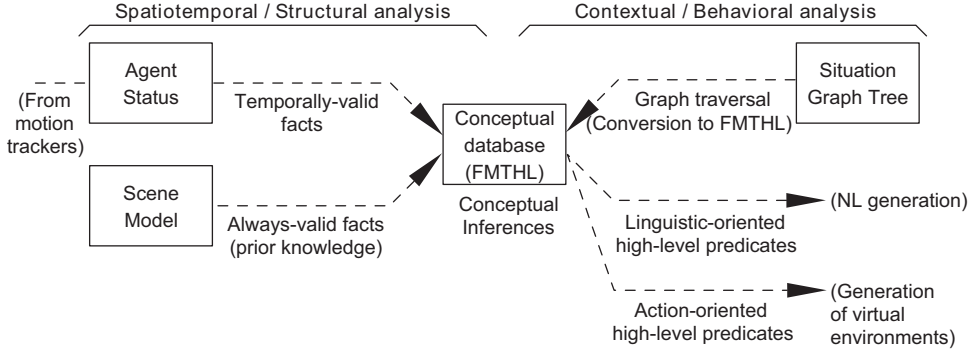 Spatiotemporal / Structural analysis
Contextual / Behavioral analysis
(From
motion
trackers)
Agent
Status
Temporally-valid
facts
Scene
Model
Always-valid facts
(prior knowledge)
Conceptual
database
(FMTHL)
Conceptual
Inferences
Graph traversal
(Conversion to FMTHL)
Situation
Graph Tree
Linguistic-oriented
high-level predicates
(NL generation)
Action-oriented
high-level predicates
(Generation
of virtual
environments)